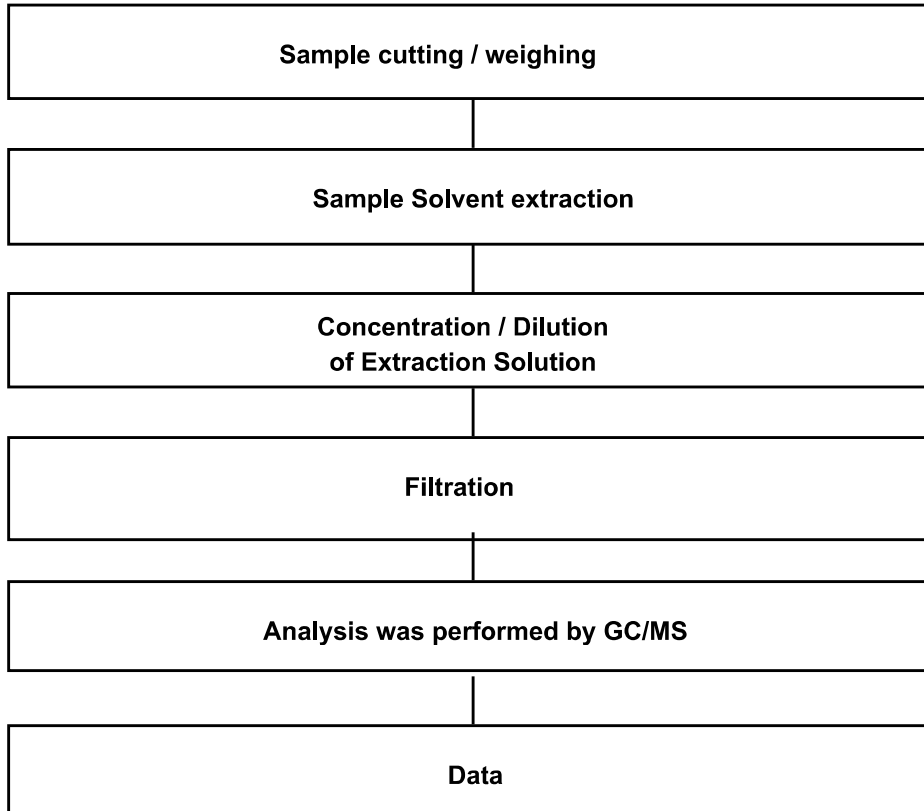 Sample cutting / weighing
Sample Solvent extraction
Concentration / Dilution
of Extraction Solution
Filtration
Analysis was performed by GC/MS
Data